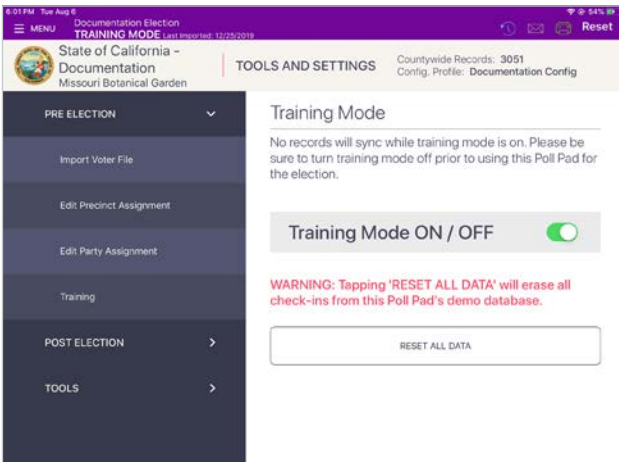 6:01 PM Tue Aug 6
54%
MENU
Documentation Election
TRAINING MODE Last Imported: 12/25/2019
Reset
State of California -
Documentation
Missouri Botanical Garden
TOOLS AND SETTINGS
Countywide Records: 3051
Config. Profile: Documentation Config
PRE ELECTION
Import Voter File
Edit Precinct Assignment
Edit Party Assignment
Training
POST ELECTION
TOOLS
Training Mode
No records will sync while training mode is on. Please be
sure to turn training mode off prior to using this Poll Pad for
the election.
Training Mode ON / OFF
WARNING: Tapping 'RESET ALL DATA' will erase all
check-ins from this Poll Pad's demo database.
RESET ALL DATA